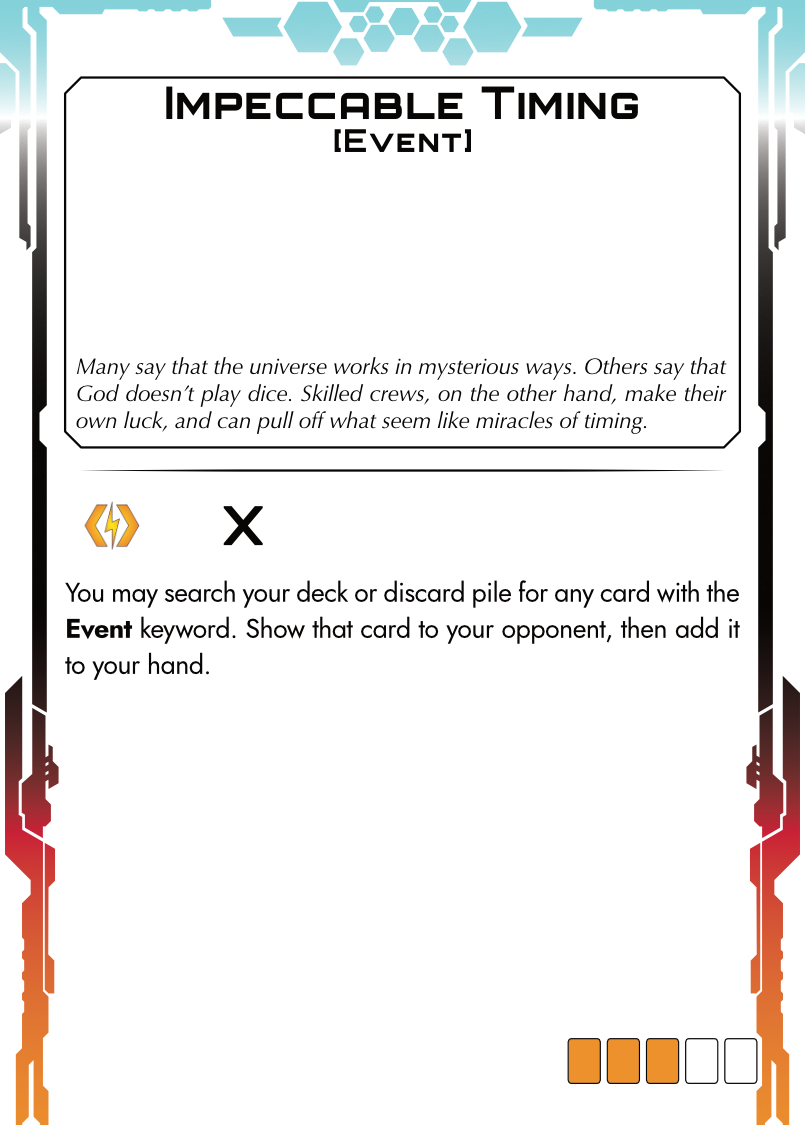 Impeccable Timing
[Event]
Many say that the universe works in mysterious ways. Others say that
God doesn't play dice. Skilled crews, on the other hand, make their
own luck, and can pull off what seem like miracles of timing.
X
You may search your deck or discard pile for any card with the
Event keyword. Show that card to your opponent, then add it
to your hand.